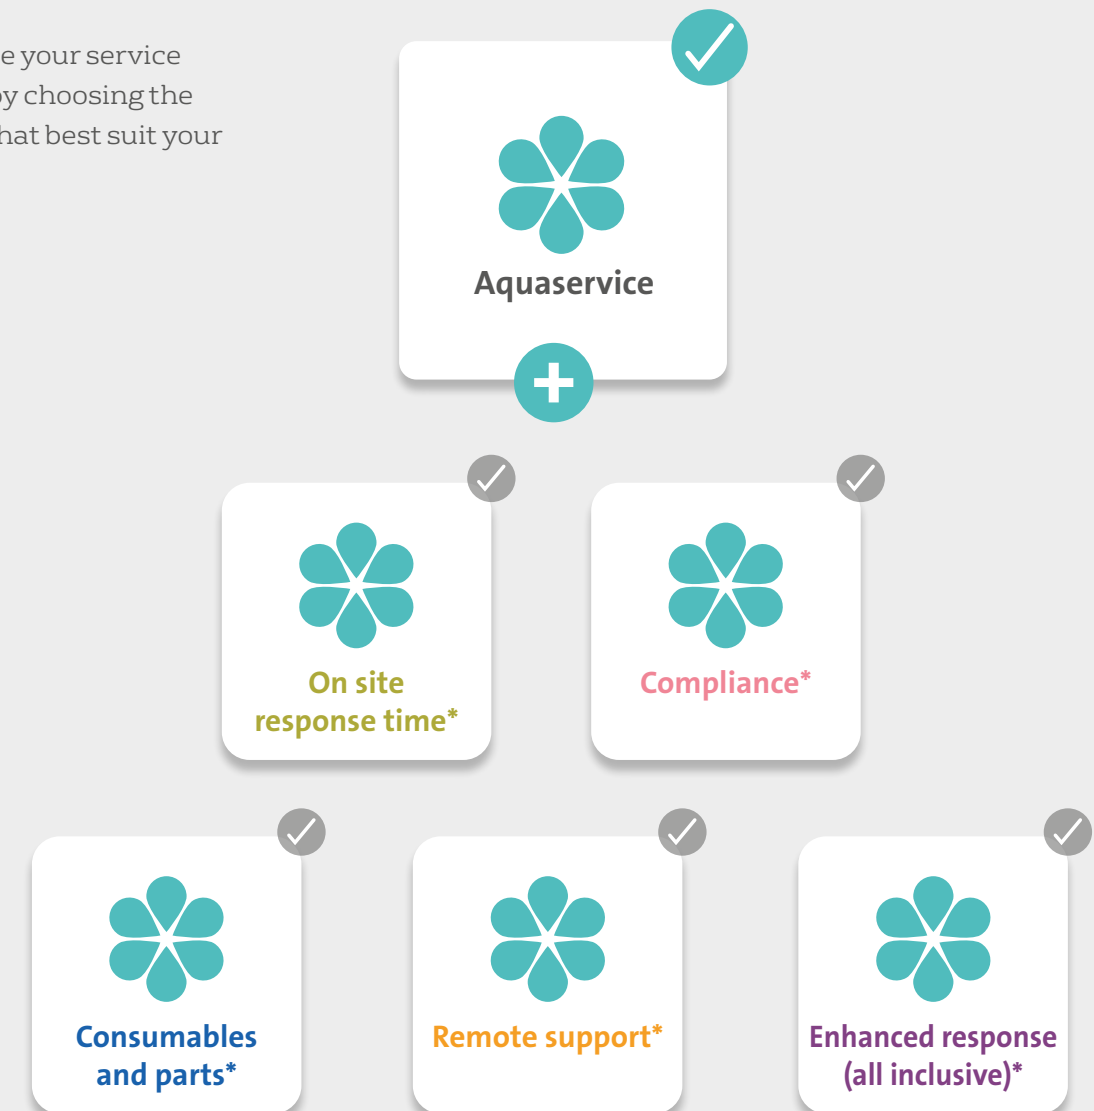 e your service
by choosing the
hat best suit your
Aquaservice
On site
response time*
Compliance*
Consumables
and parts*
Remote support*
Enhanced response
(all inclusive)*